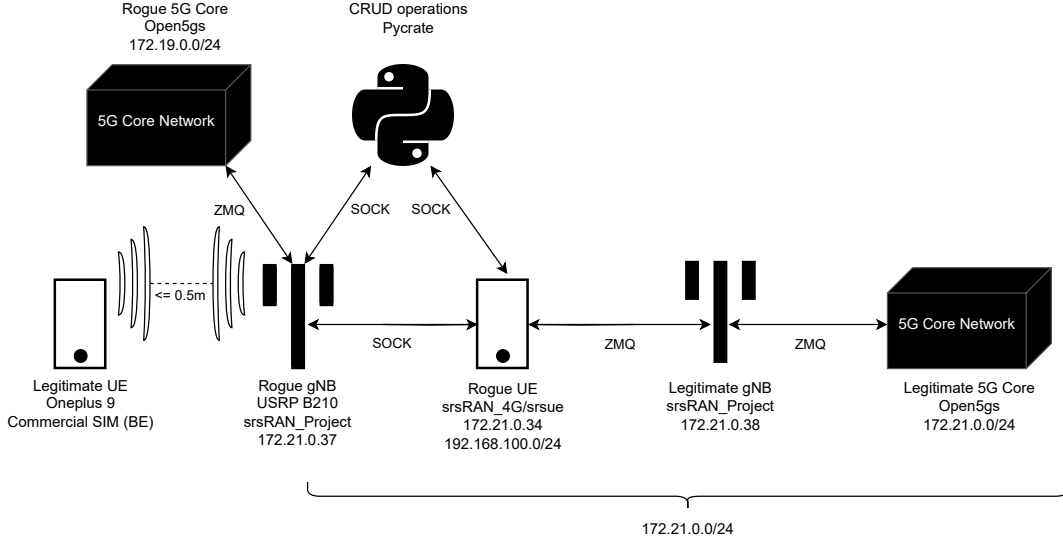 Rogue 5G Core
Open5gs
172.19.0.0/24
CRUD operations
Pycrate
5G Core Network
ZMQ
SOCK
SOCK
<= 0.5m
SOCK
ZMQ
ZMQ
5G Core Network
Legitimate UE
Oneplus 9
Commercial SIM (BE)
Rogue gNB
USRP B210
srsRAN_Project
172.21.0.37
Rogue UE
srsRAN_4G/srsue
172.21.0.34
192.168.100.0/24
Legitimate gNB
srsRAN_Project
172.21.0.38
Legitimate 5G Core
Open5gs
172.21.0.0/24
172.21.0.0/24